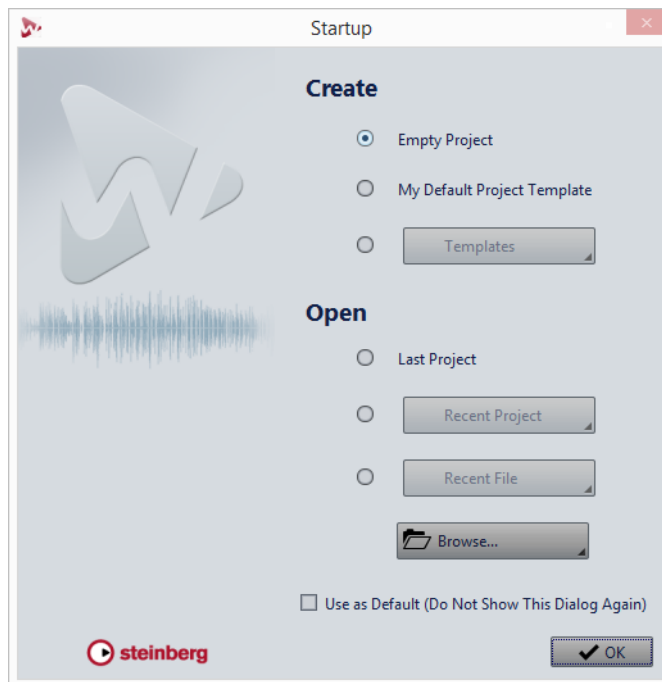 Startup
Create
Empty Project
My Default Project Template
Templates
Open
Last Project
Recent Project
Recent File
Browse...
Use as Default (Do Not Show This Dialog Again)
steinberg
OK